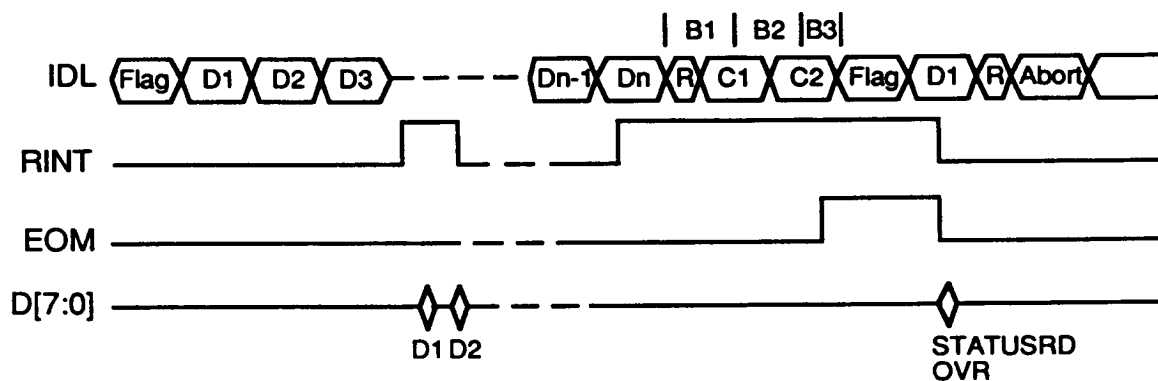 B1 B2 B3
IDL Flag D1 D2 D3 Dn-1 Dn R C1 C2 Flag D1 R Abort
RINT
EOM
D[7:0]
D1 D2 STATUSRD
OVR